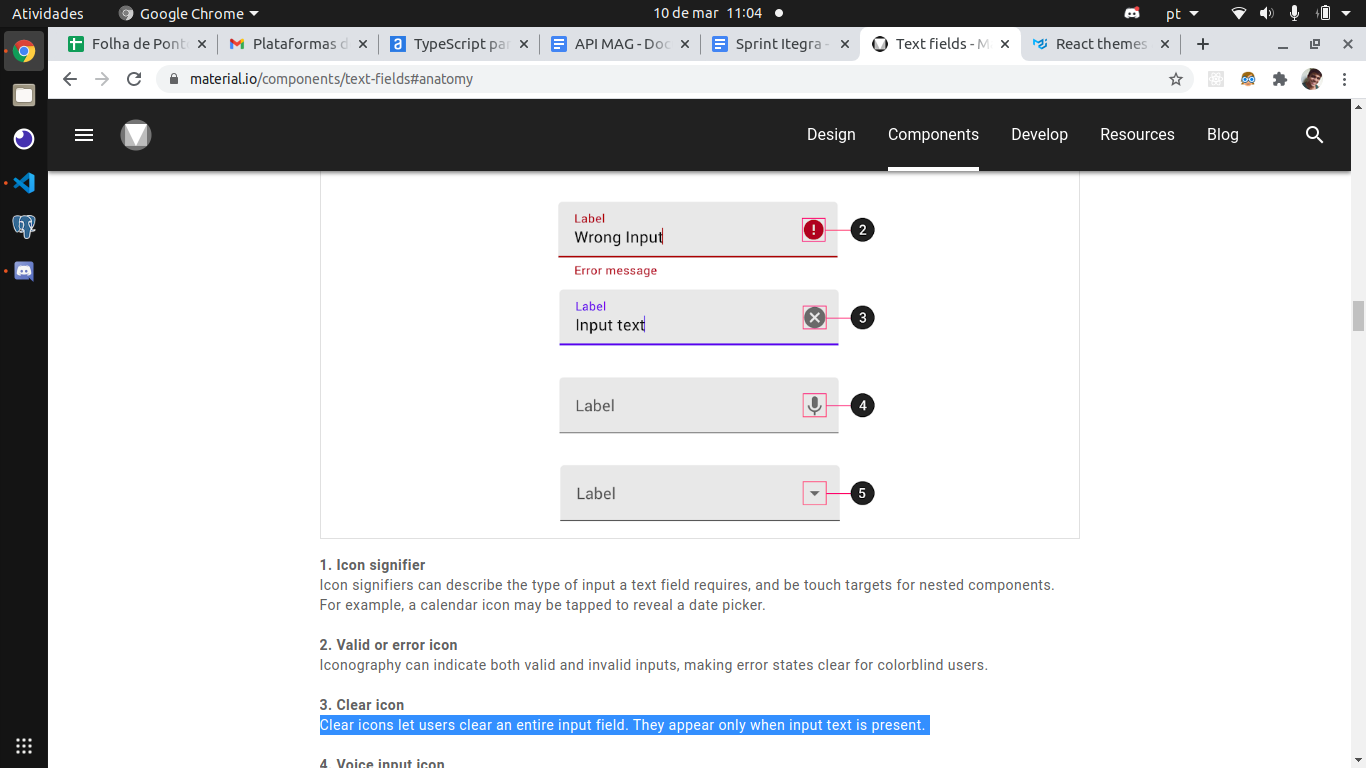 Atividades
Google Chrome
10 de mar 11:04
pt
Folha de Pont
Plataformas d
TypeScript par
API MAG - Doc
Sprint Itegra -
Text fields - M
React themes
material.io/components/text-fields#anatomy
Design
Components
Develop
Resources
Blog
Label
Wrong Input
2
Error message
Label
Input text
3
Label
4
Label
5
1. Icon signifier
Icon signifiers can describe the type of input a text field requires, and be touch targets for nested components.
For example, a calendar icon may be tapped to reveal a date picker.
2. Valid or error icon
Iconography can indicate both valid and invalid inputs, making error states clear for colorblind users.
3. Clear icon
Clear icons let users clear an entire input field. They appear only when input text is present.
4. Voice input icon